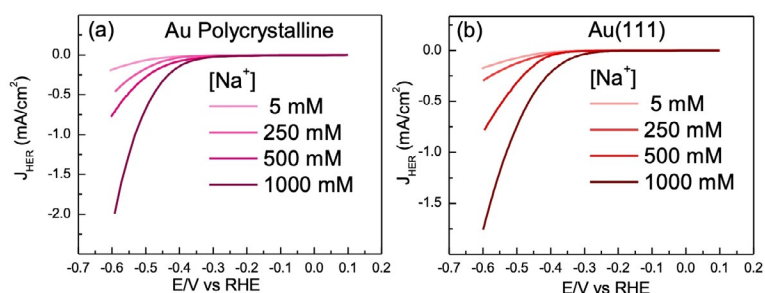 (a) Au Polycrystalline
0.0
-0.5
-1.0
-1.5
-2.0
J_HER (mA/cm²)
[Na⁺]
5 mM
250 mM
500 mM
1000 mM
-0.7 -0.6 -0.5 -0.4 -0.3 -0.2 -0.1 0.0 0.1 0.2
E/V vs RHE
(b) Au(111)
0.0
-0.5
-1.0
-1.5
J_HER (mA/cm²)
[Na⁺]
5 mM
250 mM
500 mM
1000 mM
-0.7 -0.6 -0.5 -0.4 -0.3 -0.2 -0.1 0.0 0.1 0.2
E/V vs RHE